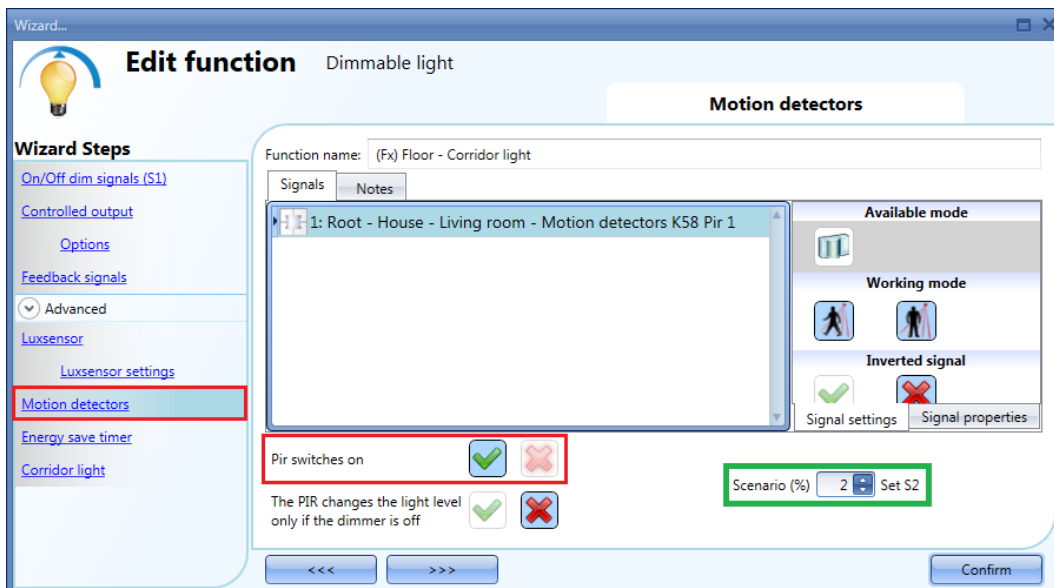 Wizard...
Edit function Dimmable light
Motion detectors
Wizard Steps
On/Off dim signals (S1)
Controlled output
Options
Feedback signals
Advanced
Luxsensor
Luxsensor settings
Motion detectors
Energy save timer
Corridor light
Function name: (Fx) Floor - Corridor light
Signals Notes
1: Root - House - Living room - Motion detectors K58 Pir 1
Available mode
Working mode
Inverted signal
Signal settings Signal properties
Pir switches on
The PIR changes the light level
only if the dimmer is off
Scenario (%) 2 Set S2
<<< >>> Confirm